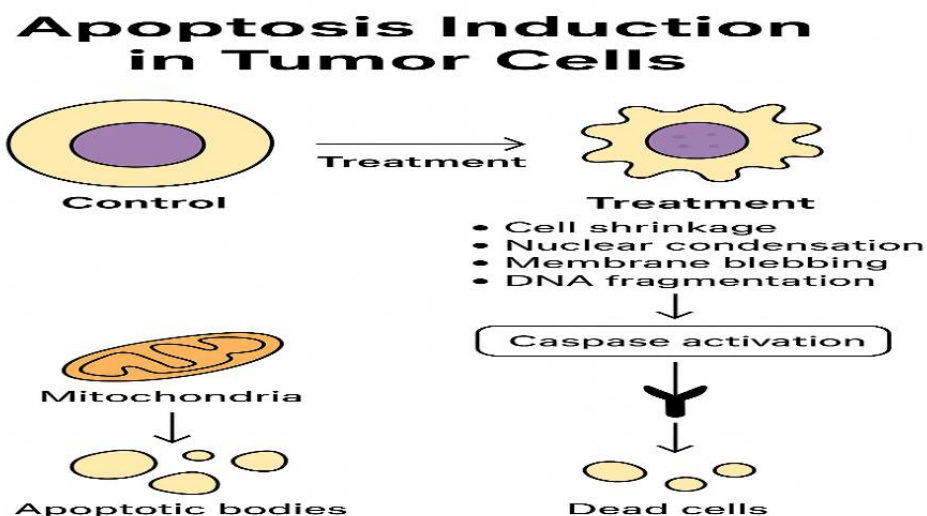 Apoptosis Induction
in Tumor Cells
Treatment
Control
Treatment
• Cell shrinkage
• Nuclear condensation
• Membrane blebbing
• DNA fragmentation
Caspase activation
Mitochondria
Apoptotic bodies
Dead cells